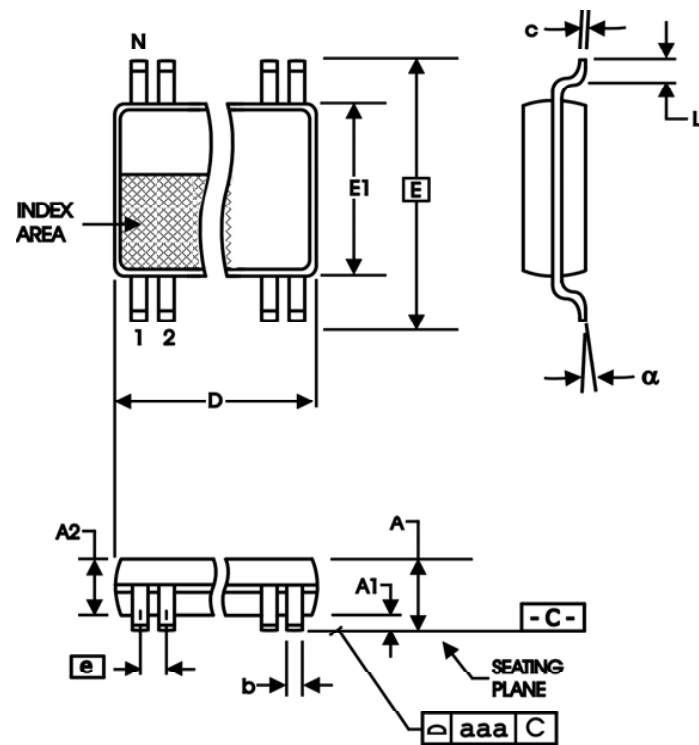 N
c
L
E1
E
INDEX
AREA
1 2
α
D
A2
A
A1
-C-
e
b
SEATING
PLANE
aaa C